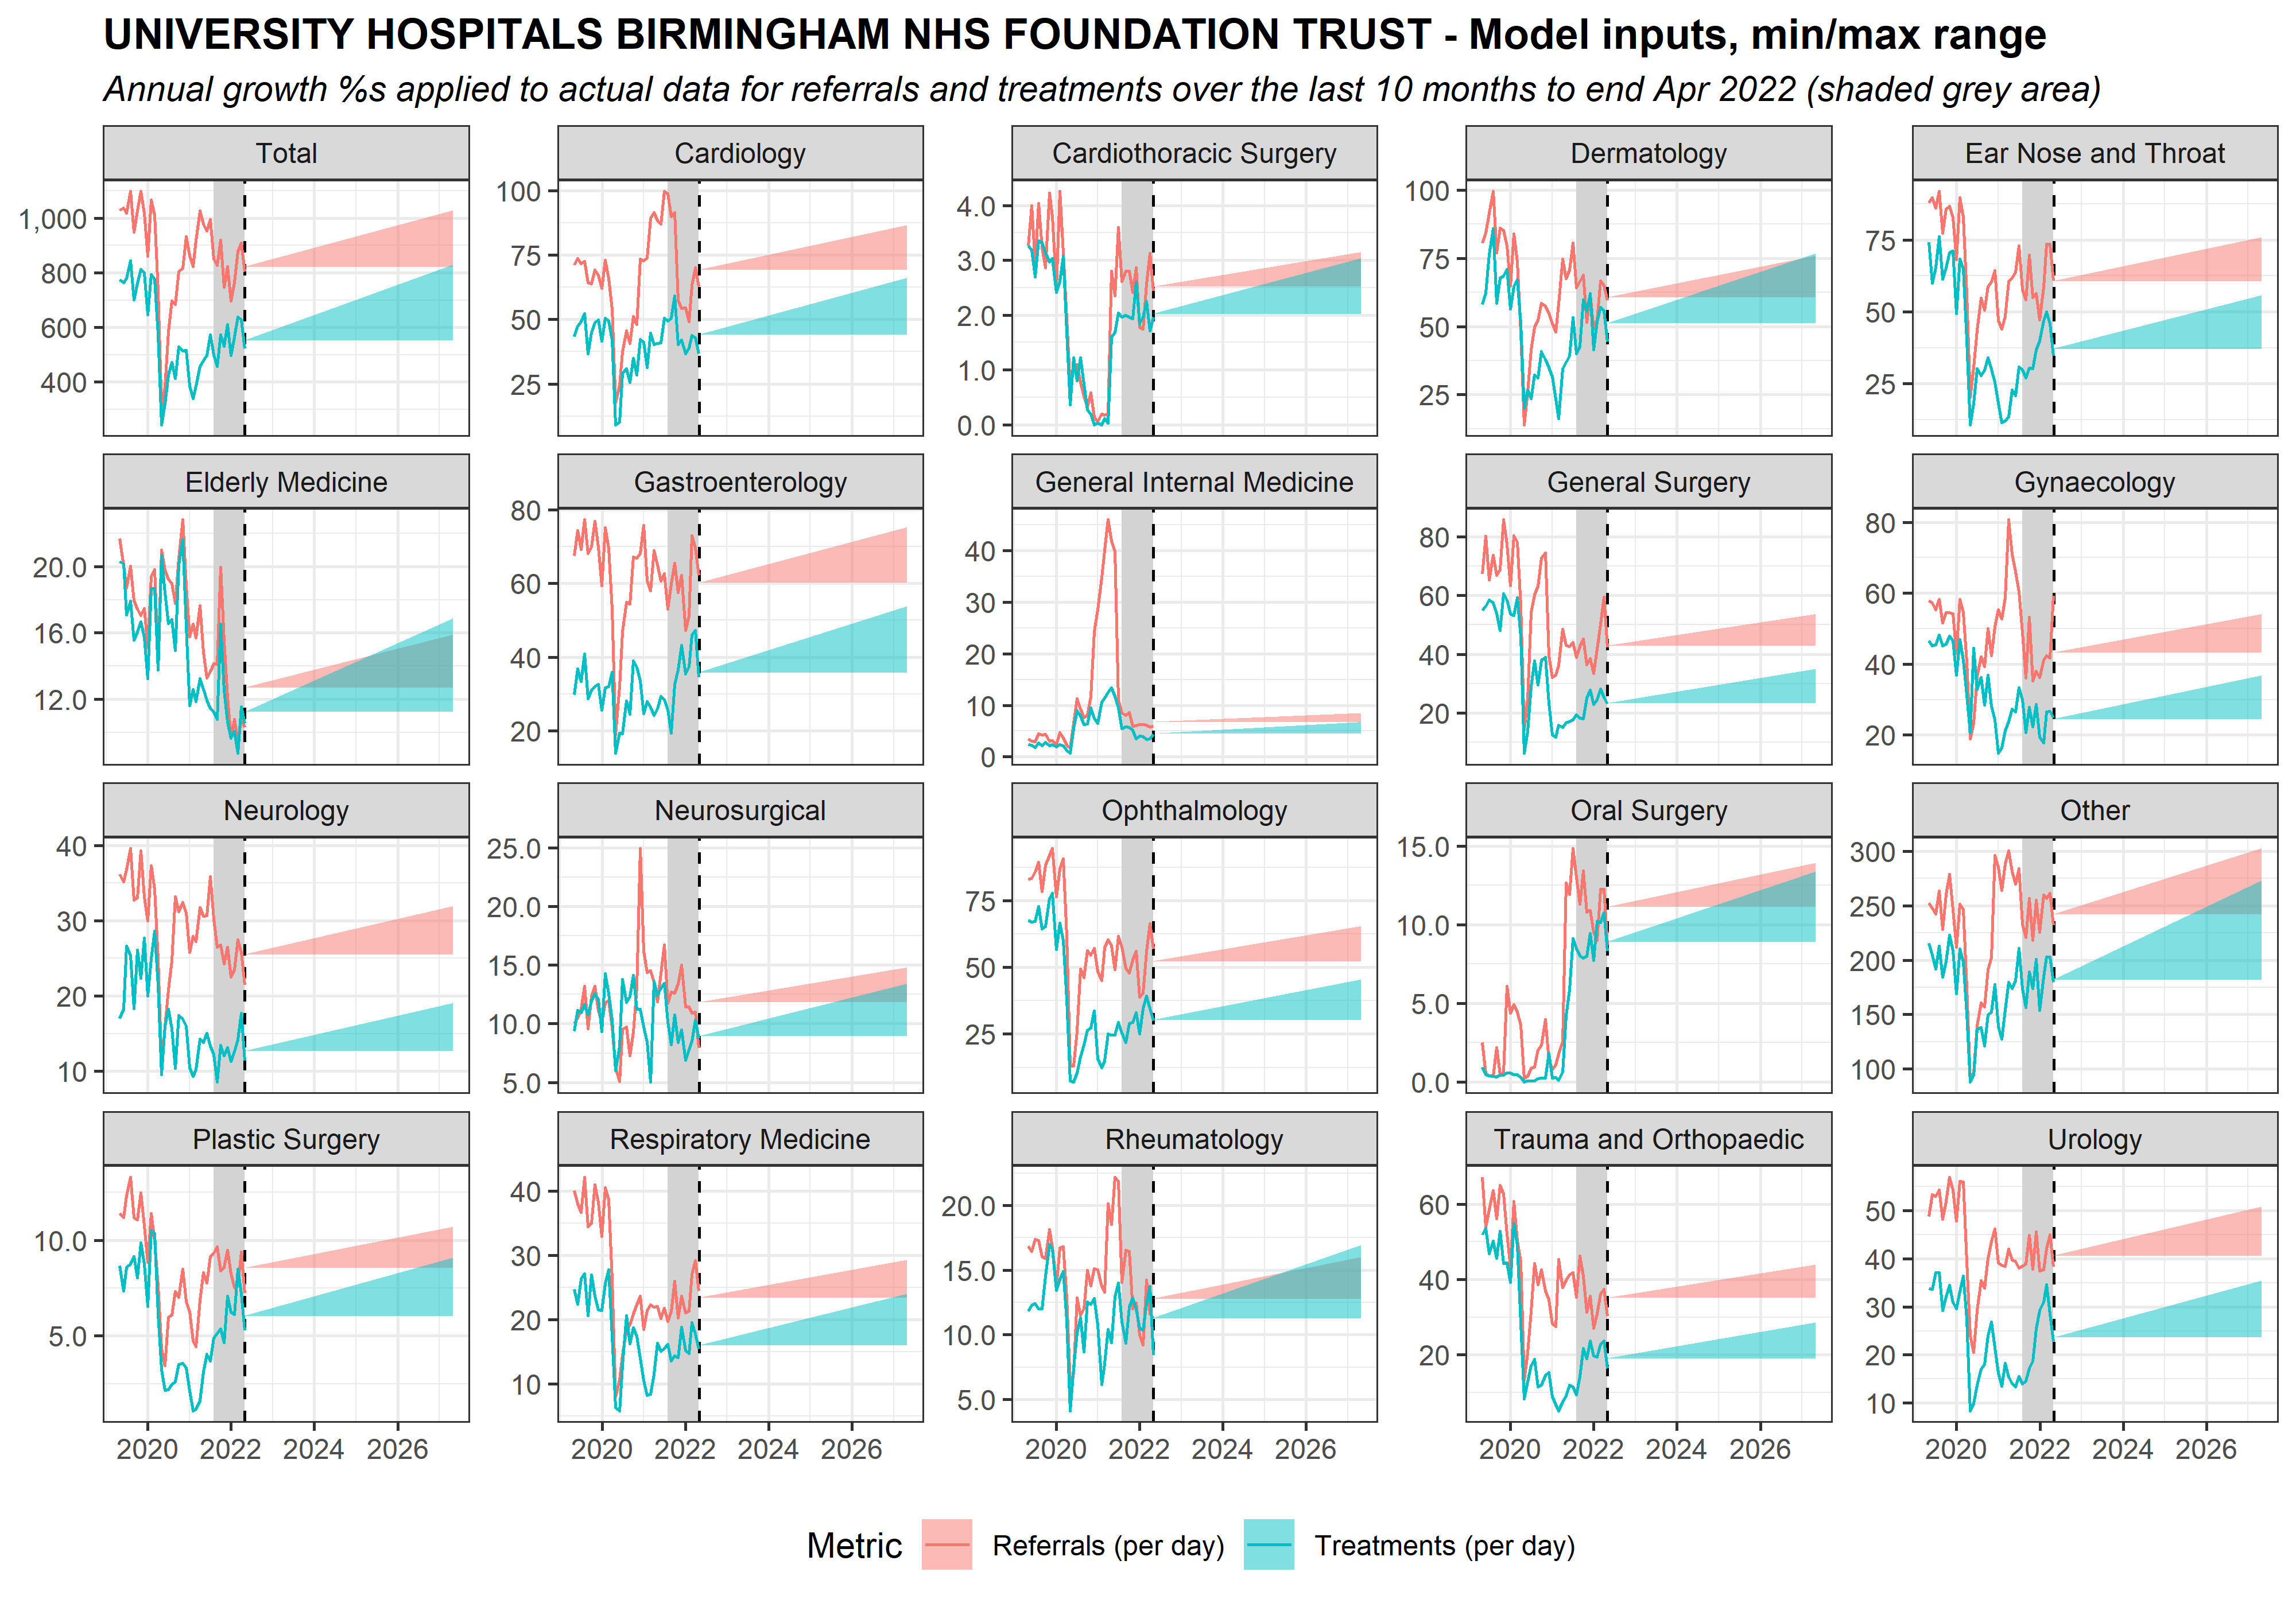 UNIVERSITY HOSPITALS BIRMINGHAM NHS FOUNDATION TRUST - Model inputs, min/max range
Annual growth %s applied to actual data for referrals and treatments over the last 10 months to end Apr 2022 (shaded grey area)
Total
1,000
800
600
400
Cardiology
100
75
50
25
Cardiothoracic Surgery
4.0
3.0
2.0
1.0
0.0
Dermatology
100
75
50
25
Ear Nose and Throat
75
50
25
Elderly Medicine
20.0
16.0
12.0
Gastroenterology
80
60
40
20
General Internal Medicine
40
30
20
10
0
General Surgery
80
60
40
20
Gynaecology
80
60
40
20
Neurology
40
30
20
10
Neurosurgical
25.0
20.0
15.0
10.0
5.0
Ophthalmology
75
50
25
Oral Surgery
15.0
10.0
5.0
0.0
Other
300
250
200
150
100
Plastic Surgery
10.0
5.0
2020 2022 2024 2026
Respiratory Medicine
40
30
20
10
2020 2022 2024 2026
Rheumatology
20.0
15.0
10.0
5.0
2020 2022 2024 2026
Trauma and Orthopaedic
60
40
20
2020 2022 2024 2026
Urology
50
40
30
20
10
2020 2022 2024 2026
Metric Referrals (per day) Treatments (per day)